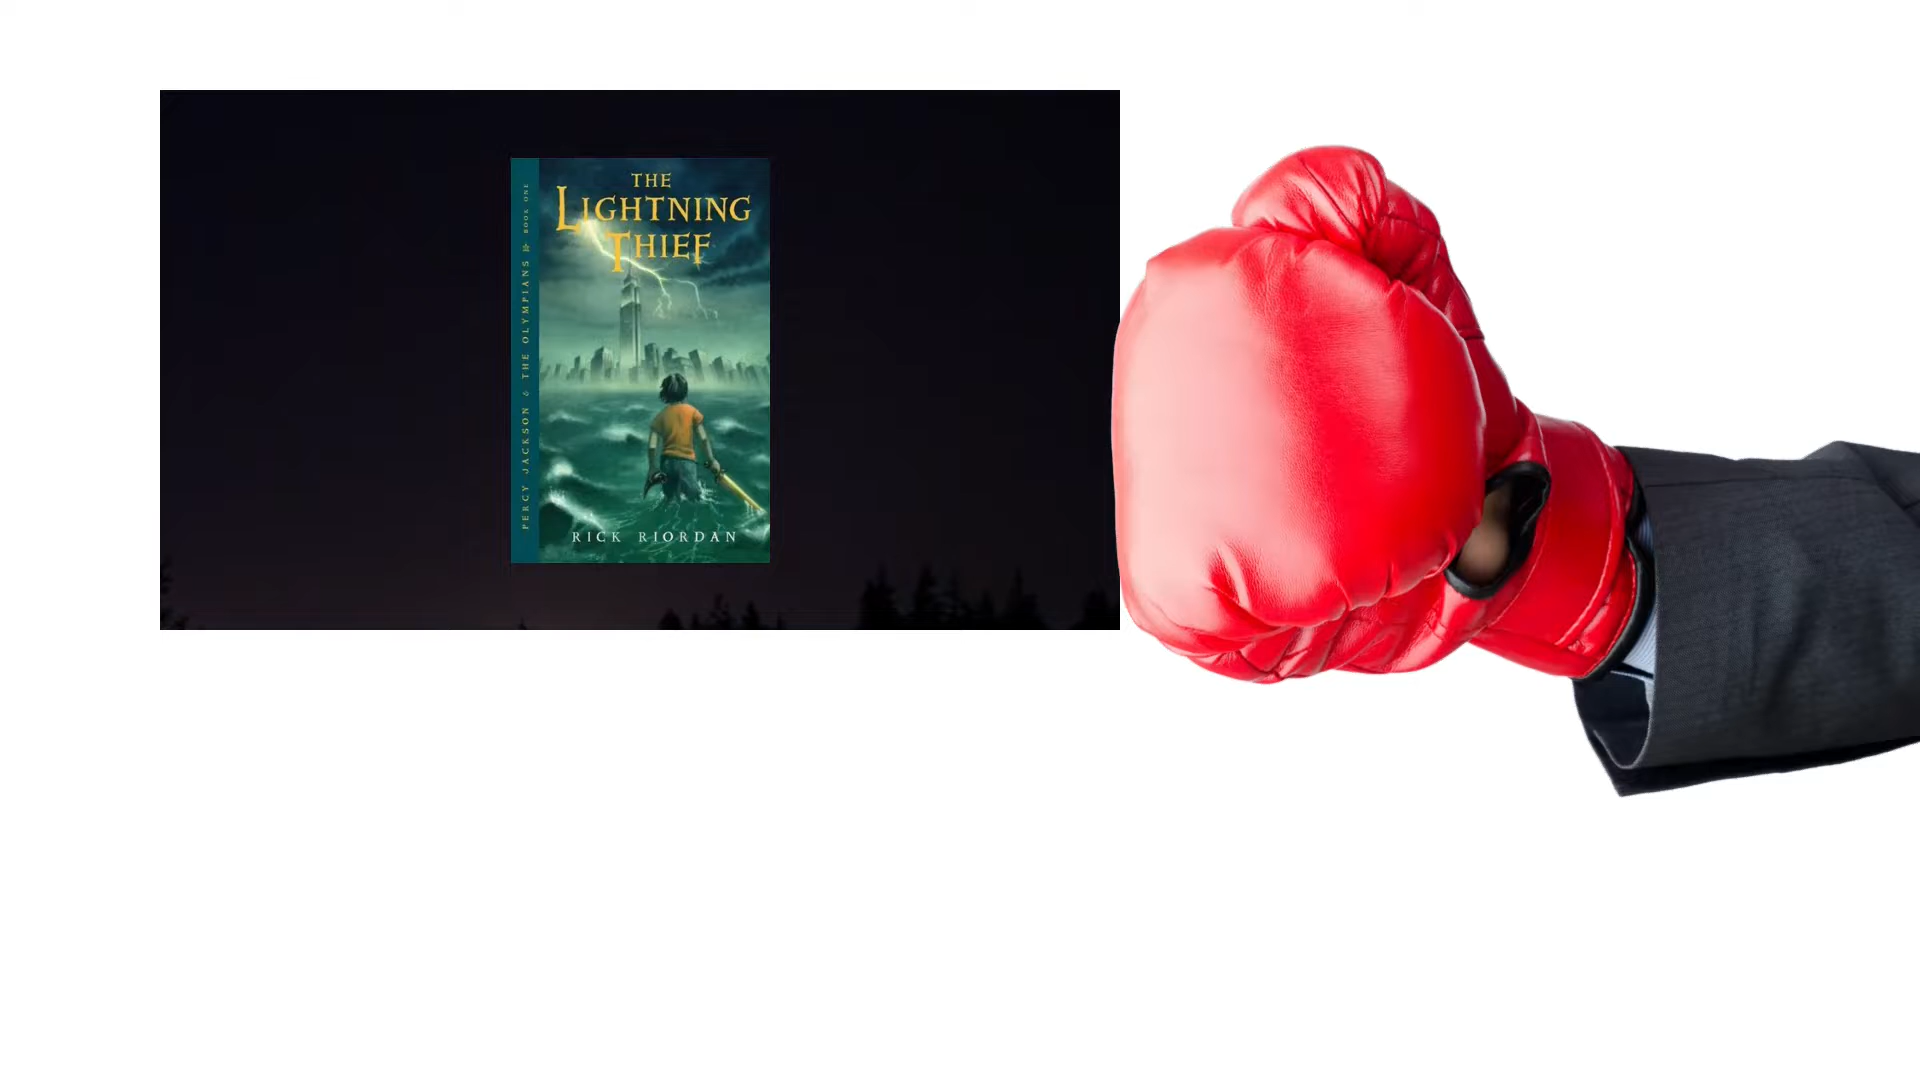 THE
LIGHTNING
THIEF
PERCY JACKSON & THE OLYMPIANS BOOK ONE
RICK RIORDAN